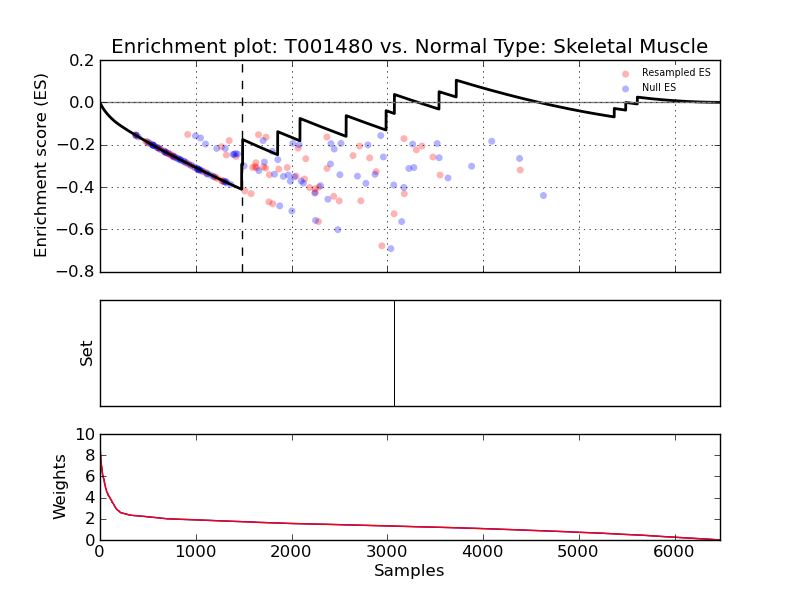 Enrichment plot: T001480 vs. Normal Type: Skeletal Muscle
0.2
0.0
−0.2
−0.4
−0.6
−0.8
Enrichment score (ES)
Resampled ES
Null ES
Set
10
8
6
4
2
0
Weights
0 1000 2000 3000 4000 5000 6000
Samples